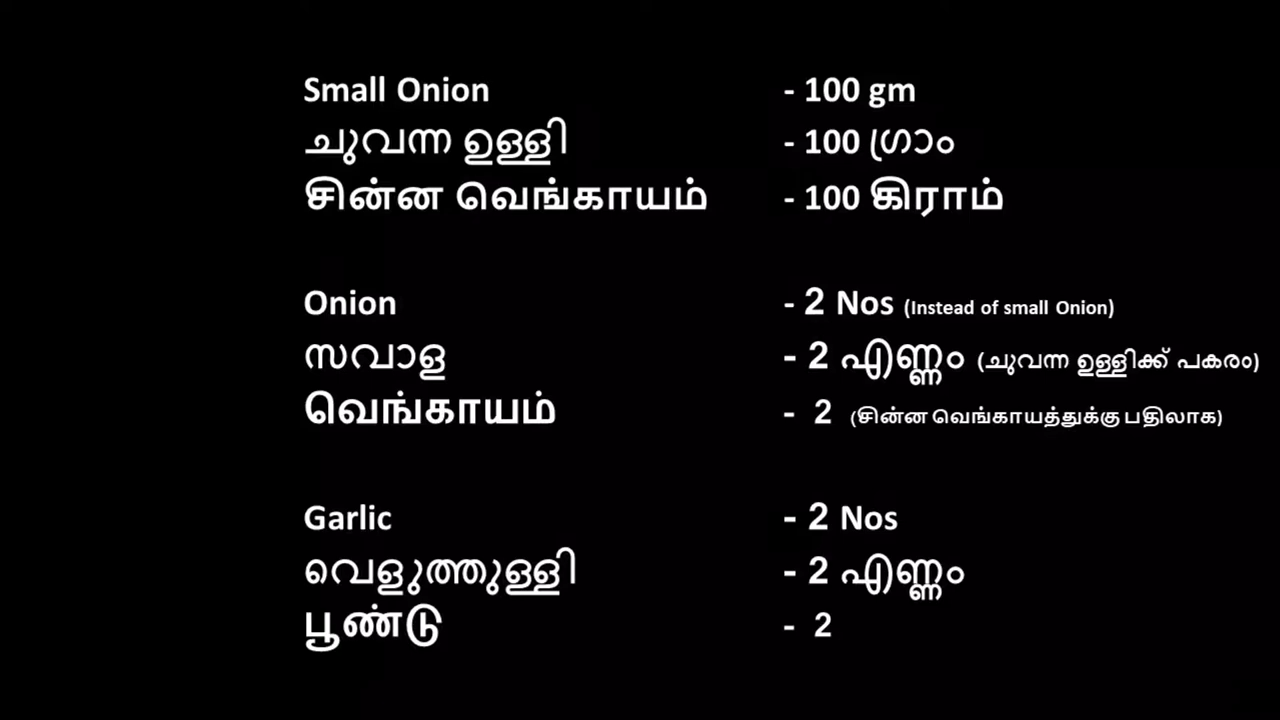 Small Onion - 100 gm
ചുവന്ന ഉള്ളി - 100 ഗ്രാം
சின்ன வெங்காயம் - 100 கிராம்
Onion - 2 Nos (Instead of small Onion)
സവാള - 2 എണ്ണം (ചുവന്ന ഉള്ളിക്ക് പകരം)
வெங்காயம் - 2 (சின்ன வெங்காயத்துக்கு பதிலாக)
Garlic - 2 Nos
വെളുത്തുള്ളി - 2 എണ്ണം
பூண்டு - 2